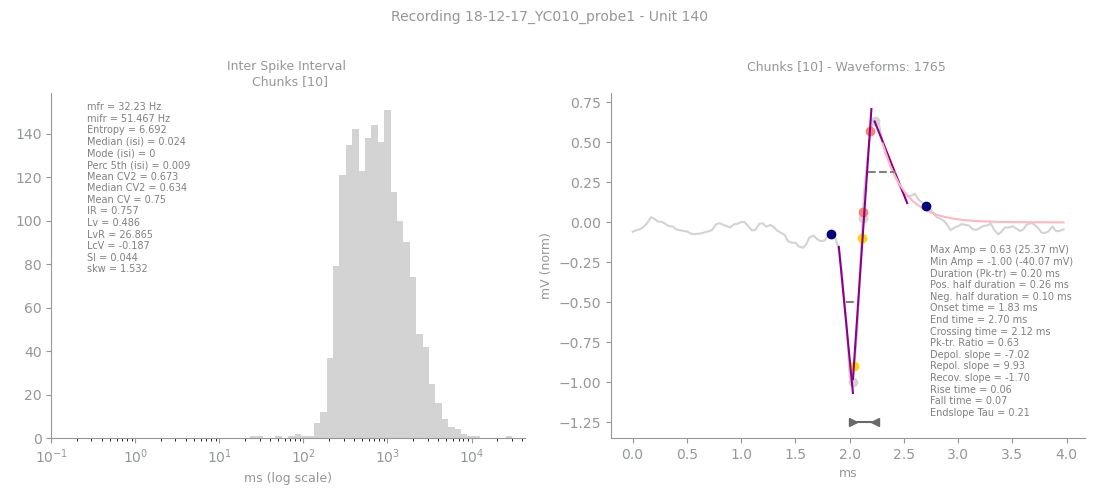 Recording 18-12-17_YC010_probe1 - Unit 140
Inter Spike Interval
Chunks [10]
mfr = 32.23 Hz
mifr = 51.467 Hz
Entropy = 6.692
Median (isi) = 0.024
Mode (isi) = 0
Perc 5th (isi) = 0.009
Mean CV2 = 0.673
Median CV2 = 0.634
Mean CV = 0.75
IR = 0.757
Lv = 0.486
LvR = 26.865
LcV = -0.187
SI = 0.044
skw = 1.532
140
120
100
80
60
40
20
0
10⁻¹ 10⁰ 10¹ 10² 10³ 10⁴
ms (log scale)
Chunks [10] - Waveforms: 1765
mV (norm)
0.75
0.50
0.25
0.00
−0.25
−0.50
−0.75
−1.00
−1.25
Max Amp = 0.63 (25.37 mV)
Min Amp = -1.00 (-40.07 mV)
Duration (Pk-tr) = 0.20 ms
Pos. half duration = 0.26 ms
Neg. half duration = 0.10 ms
Onset time = 1.83 ms
End time = 2.70 ms
Crossing time = 2.12 ms
Pk-tr. Ratio = 0.63
Depol. slope = -7.02
Repol. slope = 9.93
Recov. slope = -1.70
Rise time = 0.06
Fall time = 0.07
Endslope Tau = 0.21
0.0 0.5 1.0 1.5 2.0 2.5 3.0 3.5 4.0
ms